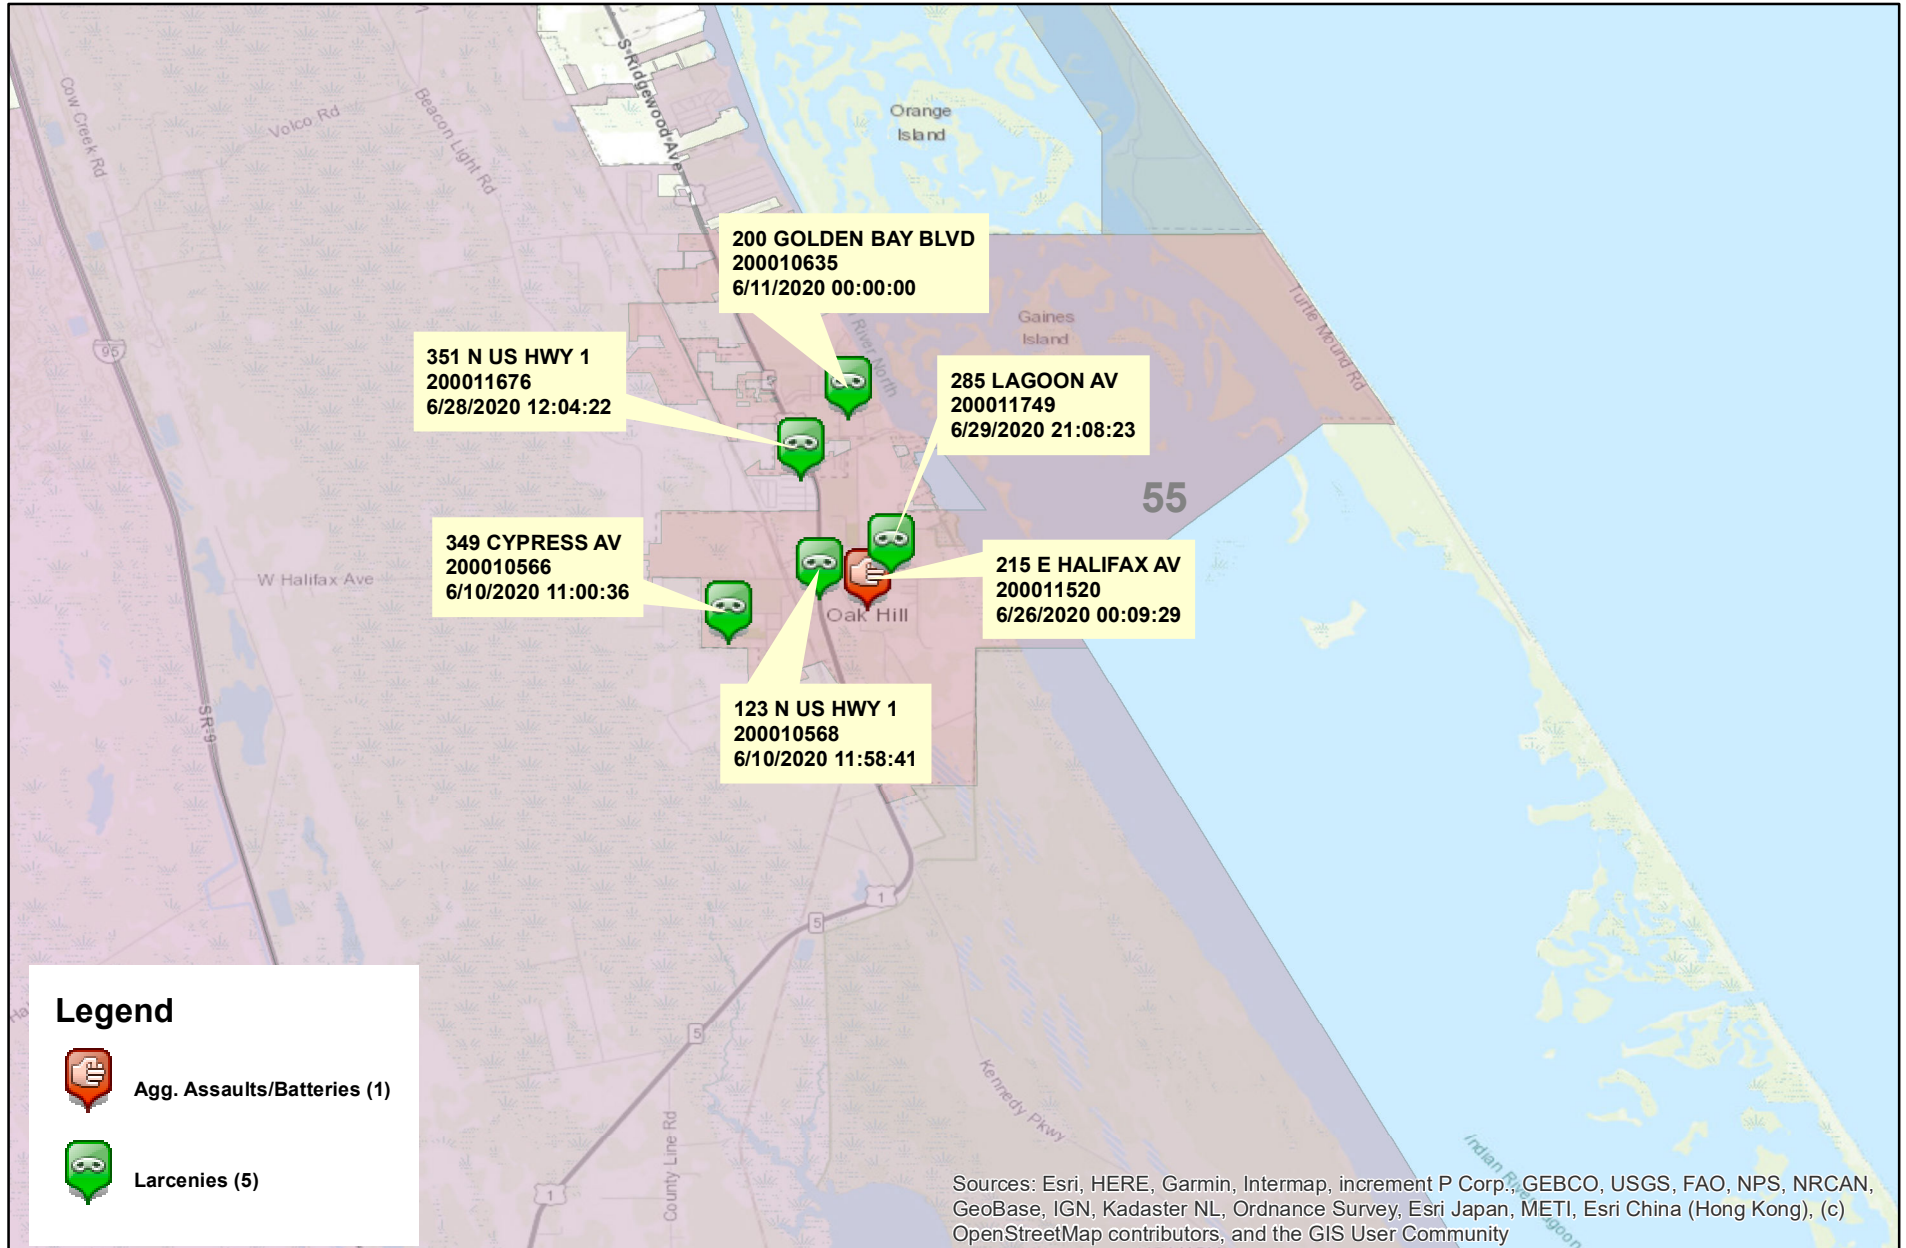 S Ridgewood Ave
Cow Creek Rd
Volco Rd
Beacon Light Rd
Orange
Island
200 GOLDEN BAY BLVD
200010635
6/11/2020 00:00:00
Turtle Mound Rd
Gaines
Island
River North
351 N US HWY 1
200011676
6/28/2020 12:04:22
95
285 LAGOON AV
200011749
6/29/2020 21:08:23
55
349 CYPRESS AV
200010566
6/10/2020 11:00:36
W Halifax Ave
215 E HALIFAX AV
200011520
6/26/2020 00:09:29
Oak Hill
SR-9
123 N US HWY 1
200010568
6/10/2020 11:58:41
1
5
5
Kennedy Pkwy
County Line Rd
1
Indian River Lagoon
Legend
Agg. Assaults/Batteries (1)
Larcenies (5)
Sources: Esri, HERE, Garmin, Intermap, increment P Corp., GEBCO, USGS, FAO, NPS, NRCAN,
GeoBase, IGN, Kadaster NL, Ordnance Survey, Esri Japan, METI, Esri China (Hong Kong), (c)
OpenStreetMap contributors, and the GIS User Community